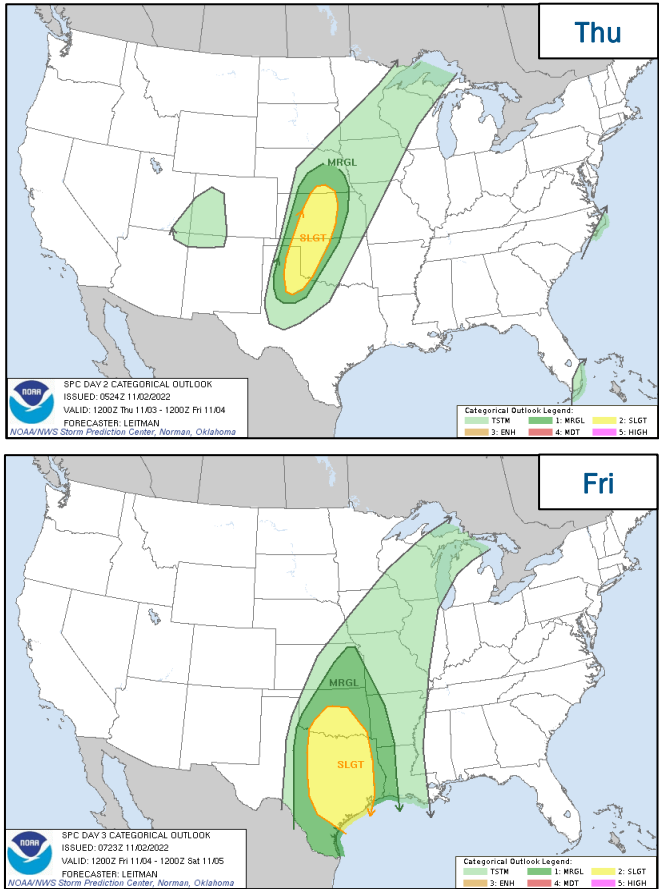 Thu
MRGL
SLGT
NOAA
SPC DAY 2 CATEGORICAL OUTLOOK
ISSUED: 0524Z 11/02/2022
VALID: 1200Z Thu 11/03 - 1200Z Fri 11/04
FORECASTER: LEITMAN
NOAA/NWS Storm Prediction Center, Norman, Oklahoma
Categorical Outlook Legend:
TSTM 1: MRGL 2: SLGT
3: ENH 4: MDT 5: HIGH
Fri
MRGL
SLGT
NOAA
SPC DAY 3 CATEGORICAL OUTLOOK
ISSUED: 0723Z 11/02/2022
VALID: 1200Z Fri 11/04 - 1200Z Sat 11/05
FORECASTER: LEITMAN
NOAA/NWS Storm Prediction Center, Norman, Oklahoma
Categorical Outlook Legend:
TSTM 1: MRGL 2: SLGT
3: ENH 4: MDT 5: HIGH